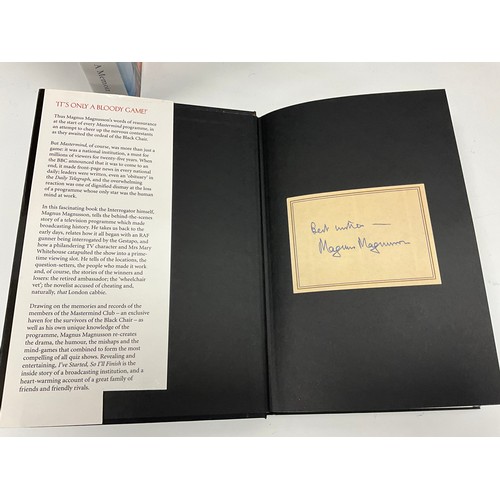 A Memoir
'IT'S ONLY A BLOODY GAME!'
Thus Magnus Magnusson's words of reassurance
at the start of every Mastermind programme, in
an attempt to cheer up the nervous contestants
as they awaited the ordeal of the Black Chair.
But Mastermind, of course, was more than just a
game: it was a national institution, a must for
millions of viewers for twenty-five years. When
the BBC announced that it was to come to an
end, it made front-page news in every national
daily; leaders were written, even an 'obituary' in
the Daily Telegraph, and the overwhelming
reaction was one of dignified dismay at the loss
of a programme whose only star was the human
mind at work.
In this fascinating book the Interrogator himself,
Magnus Magnusson, tells the behind-the-scenes
story of a television programme which made
broadcasting history. He takes us back to the
early days, relates how it all began with an RAF
gunner being interrogated by the Gestapo, and
how a philandering TV character and Mrs Mary
Whitehouse catapulted the show into a prime-
time viewing slot. He tells of the locations, the
question-setters, the people who made it work
and, of course, the stories of the winners and
losers: the retired ambassador; the 'wheelchair
vet'; the novelist accused of cheating and,
naturally, that London cabbie.
Drawing on the memories and records of the
members of the Mastermind Club – an exclusive
haven for the survivors of the Black Chair – as
well as his own unique knowledge of the
programme, Magnus Magnusson re-creates
the drama, the humour, the mishaps and the
mind-games that combined to form the most
compelling of all quiz shows. Revealing and
entertaining, I've Started, So I'll Finish is the
inside story of a broadcasting institution, and a
heart-warming account of a great family of
friends and friendly rivals.
Best wishes —
Magnus Magnusson